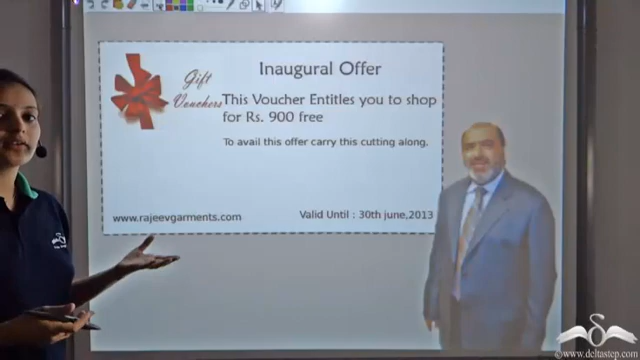 Inaugural Offer
Gift
Vouchers
This Voucher Entitles you to shop
for Rs. 900 free
To avail this offer carry this cutting along.
www.rajeevgarments.com
Valid Until : 30th june,2013
©www.deltastep.com